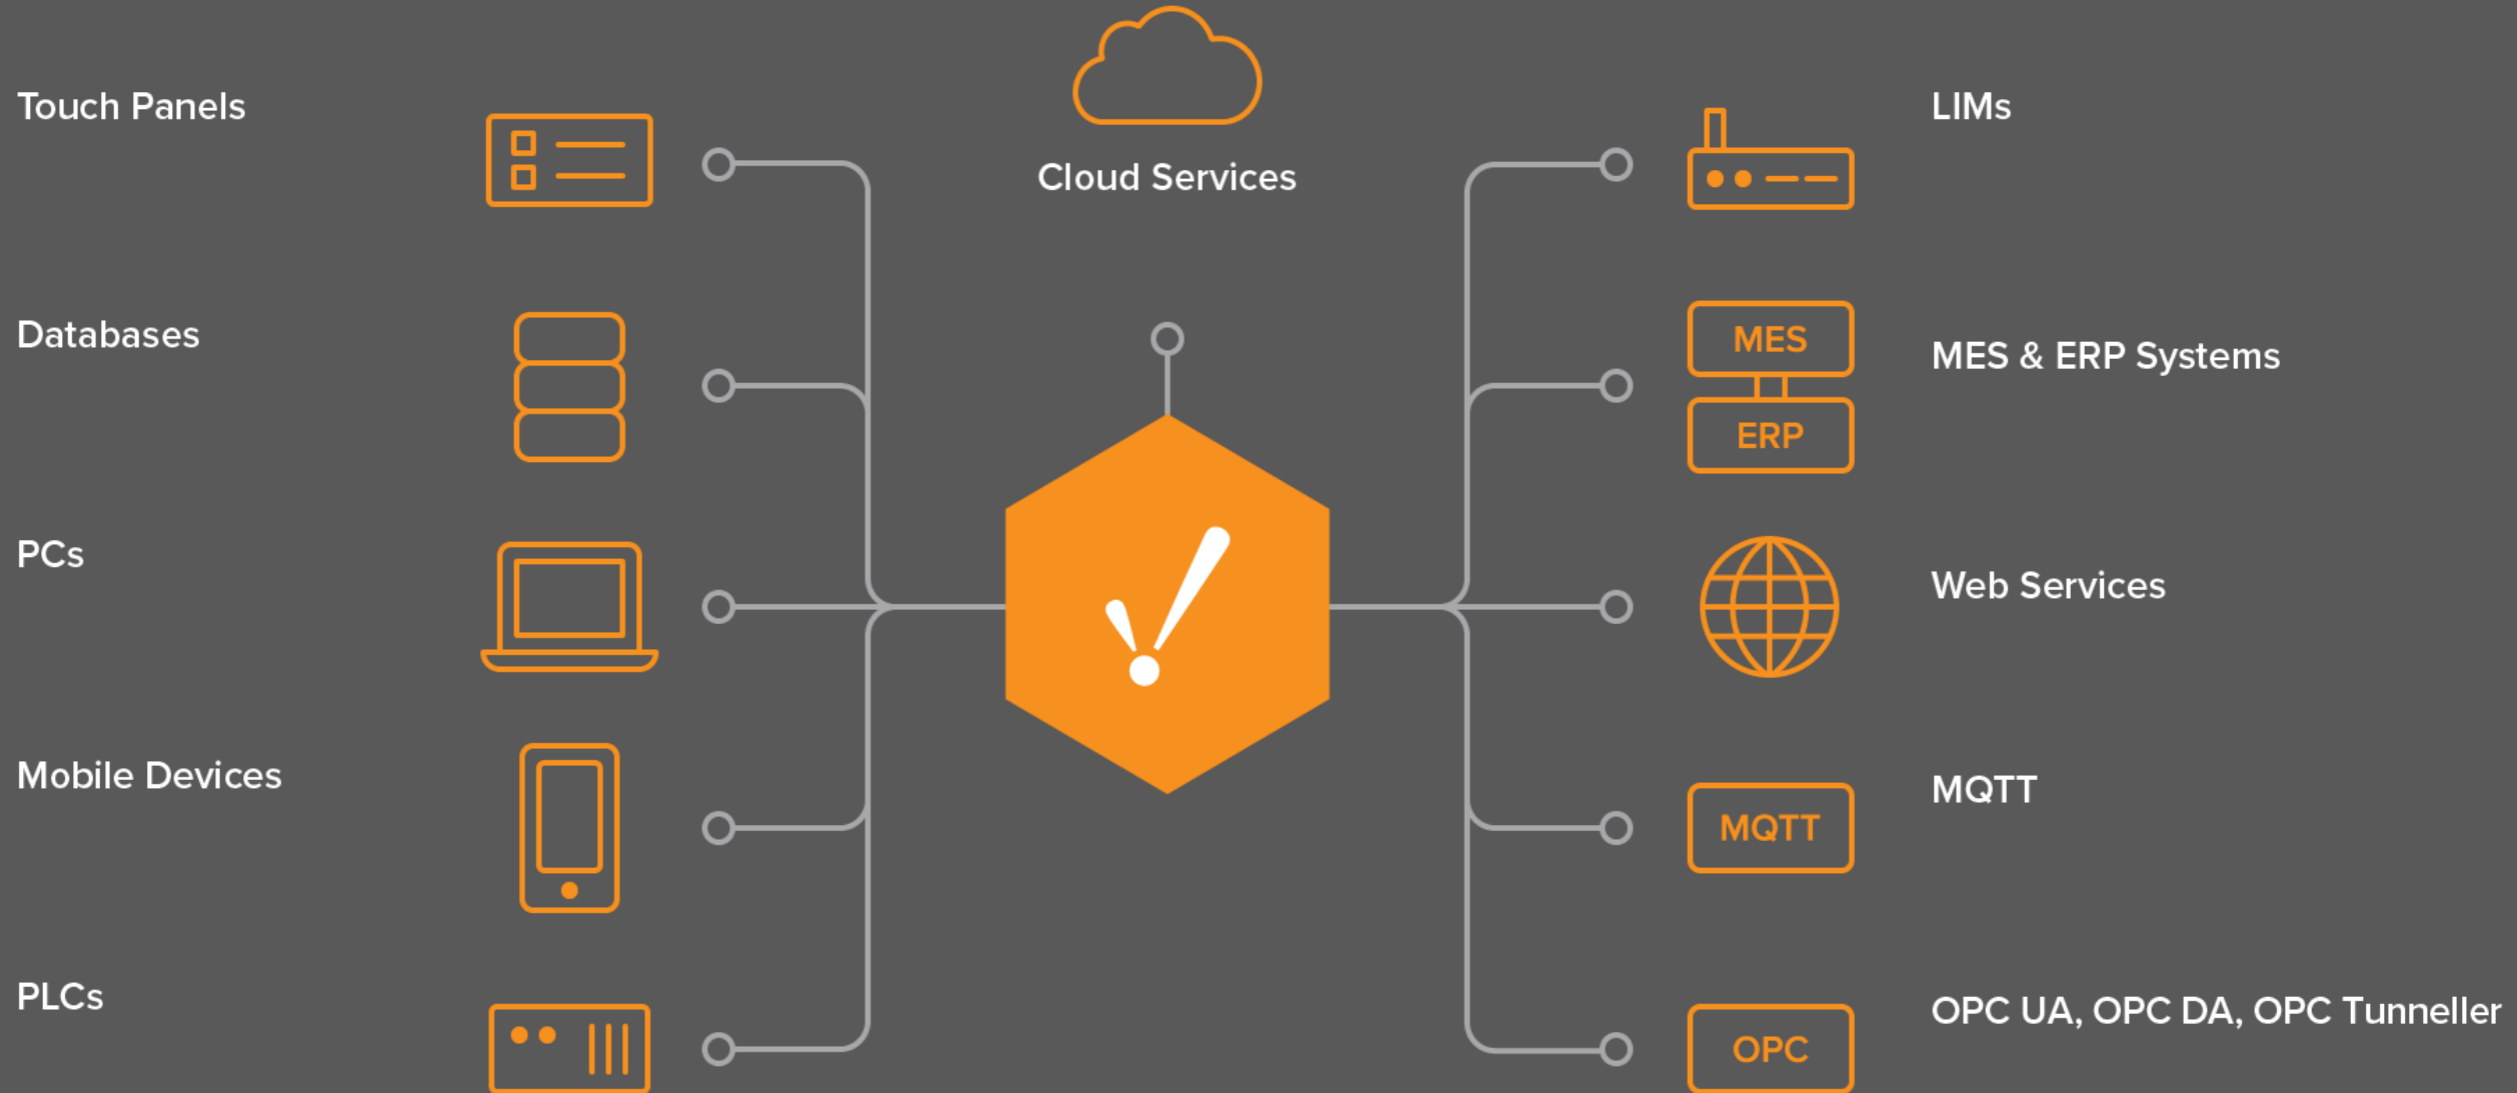 Touch Panels
Databases
PCs
Mobile Devices
PLCs
Cloud Services
LIMs
MES
ERP
MES & ERP Systems
Web Services
MQTT
MQTT
OPC
OPC UA, OPC DA, OPC Tunneller